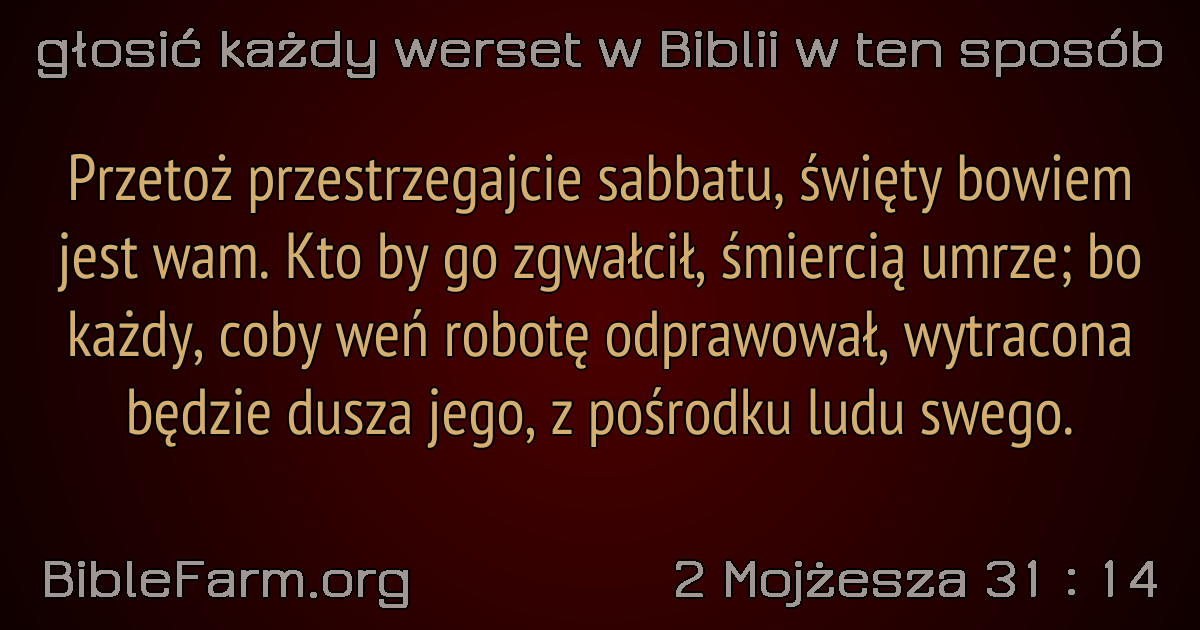 głosić każdy werset w Biblii w ten sposób
Przetoż przestrzegajcie sabbatu, święty bowiem
jest wam. Kto by go zgwałcił, śmiercią umrze; bo
każdy, coby weń robotę odprawował, wytracona
będzie dusza jego, z pośrodku ludu swego.
BibleFarm.org
2 Mojżesza 31 : 14